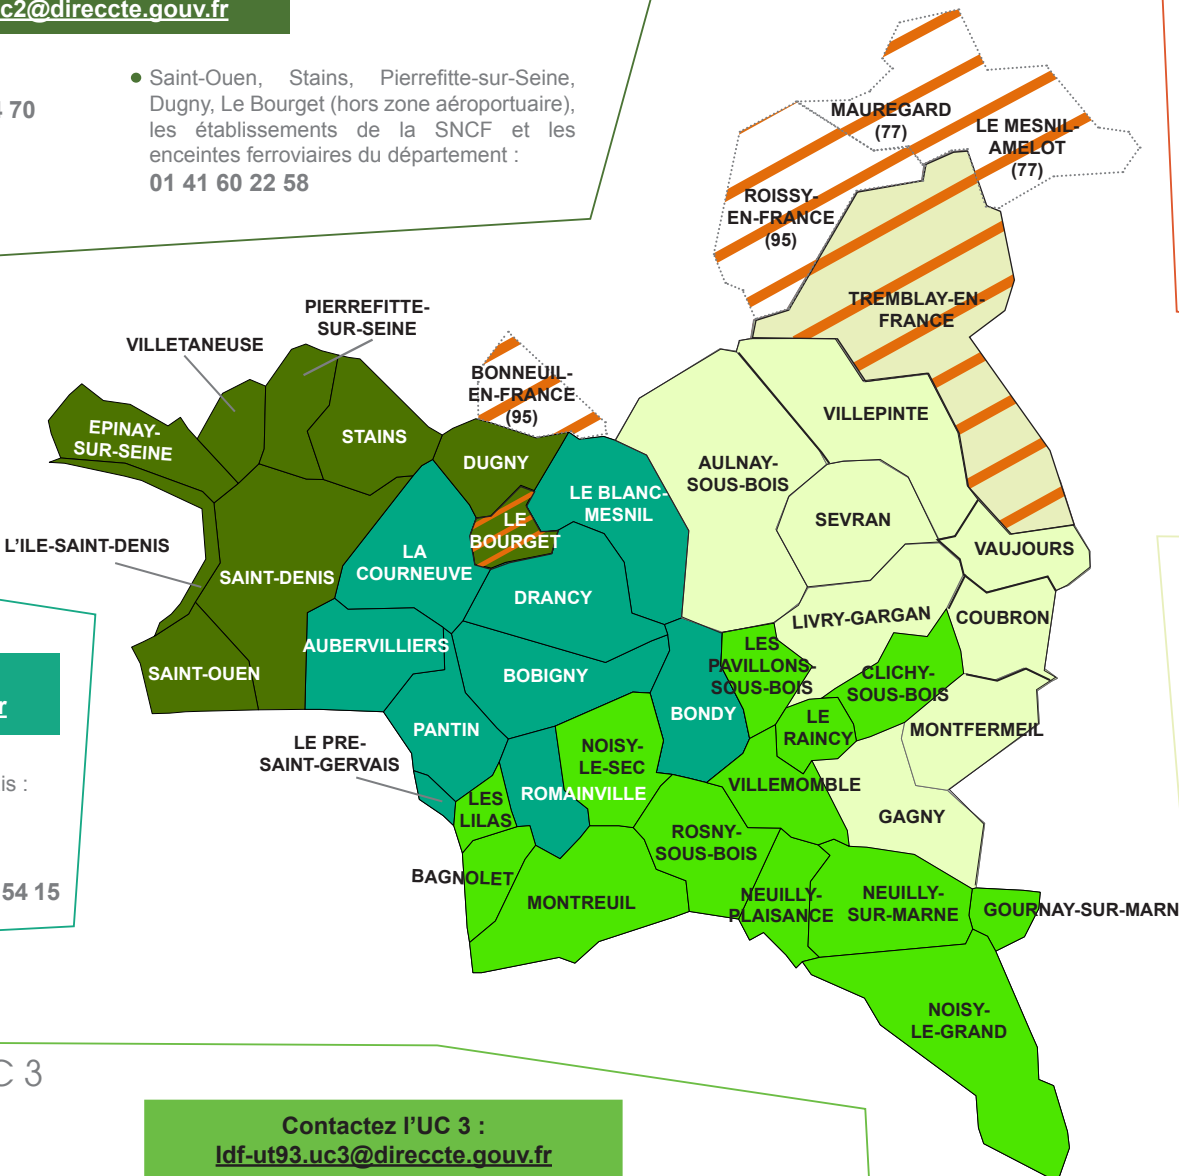 c2@direccte.gouv.fr
70
• Saint-Ouen, Stains, Pierrefitte-sur-Seine,
Dugny, Le Bourget (hors zone aéroportuaire),
les établissements de la SNCF et les
enceintes ferroviaires du département :
01 41 60 22 58
MAUREGARD
(77)
LE MESNIL-
AMELOT
(77)
ROISSY-
EN-FRANCE
(95)
TREMBLAY-EN-
FRANCE
PIERREFITTE-
SUR-SEINE
VILLETANEUSE
BONNEUIL-
EN-FRANCE
(95)
VILLEPINTE
EPINAY-
SUR-SEINE
STAINS
DUGNY
AULNAY-
SOUS-BOIS
LE BLANC-
MESNIL
SEVRAN
LE
BOURGET
L'ILE-SAINT-DENIS
VAUJOURS
LA
COURNEUVE
SAINT-DENIS
DRANCY
LIVRY-GARGAN
COUBRON
AUBERVILLIERS
LES
PAVILLONS-
SOUS-BOIS
SAINT-OUEN
BOBIGNY
CLICHY-
SOUS-BOIS
r
BONDY
LE
RAINCY
PANTIN
MONTFERMEIL
LE PRE-
SAINT-GERVAIS
NOISY-
LE-SEC
is :
VILLEMOMBLE
ROMAINVILLE
LES
LILAS
GAGNY
ROSNY-
SOUS-BOIS
BAGNOLET
54 15
MONTREUIL
NEUILLY-
PLAISANCE
NEUILLY-
SUR-MARNE
GOURNAY-SUR-MARN
NOISY-
LE-GRAND
C 3
Contactez l'UC 3 :
Idf-ut93.uc3@direccte.gouv.fr